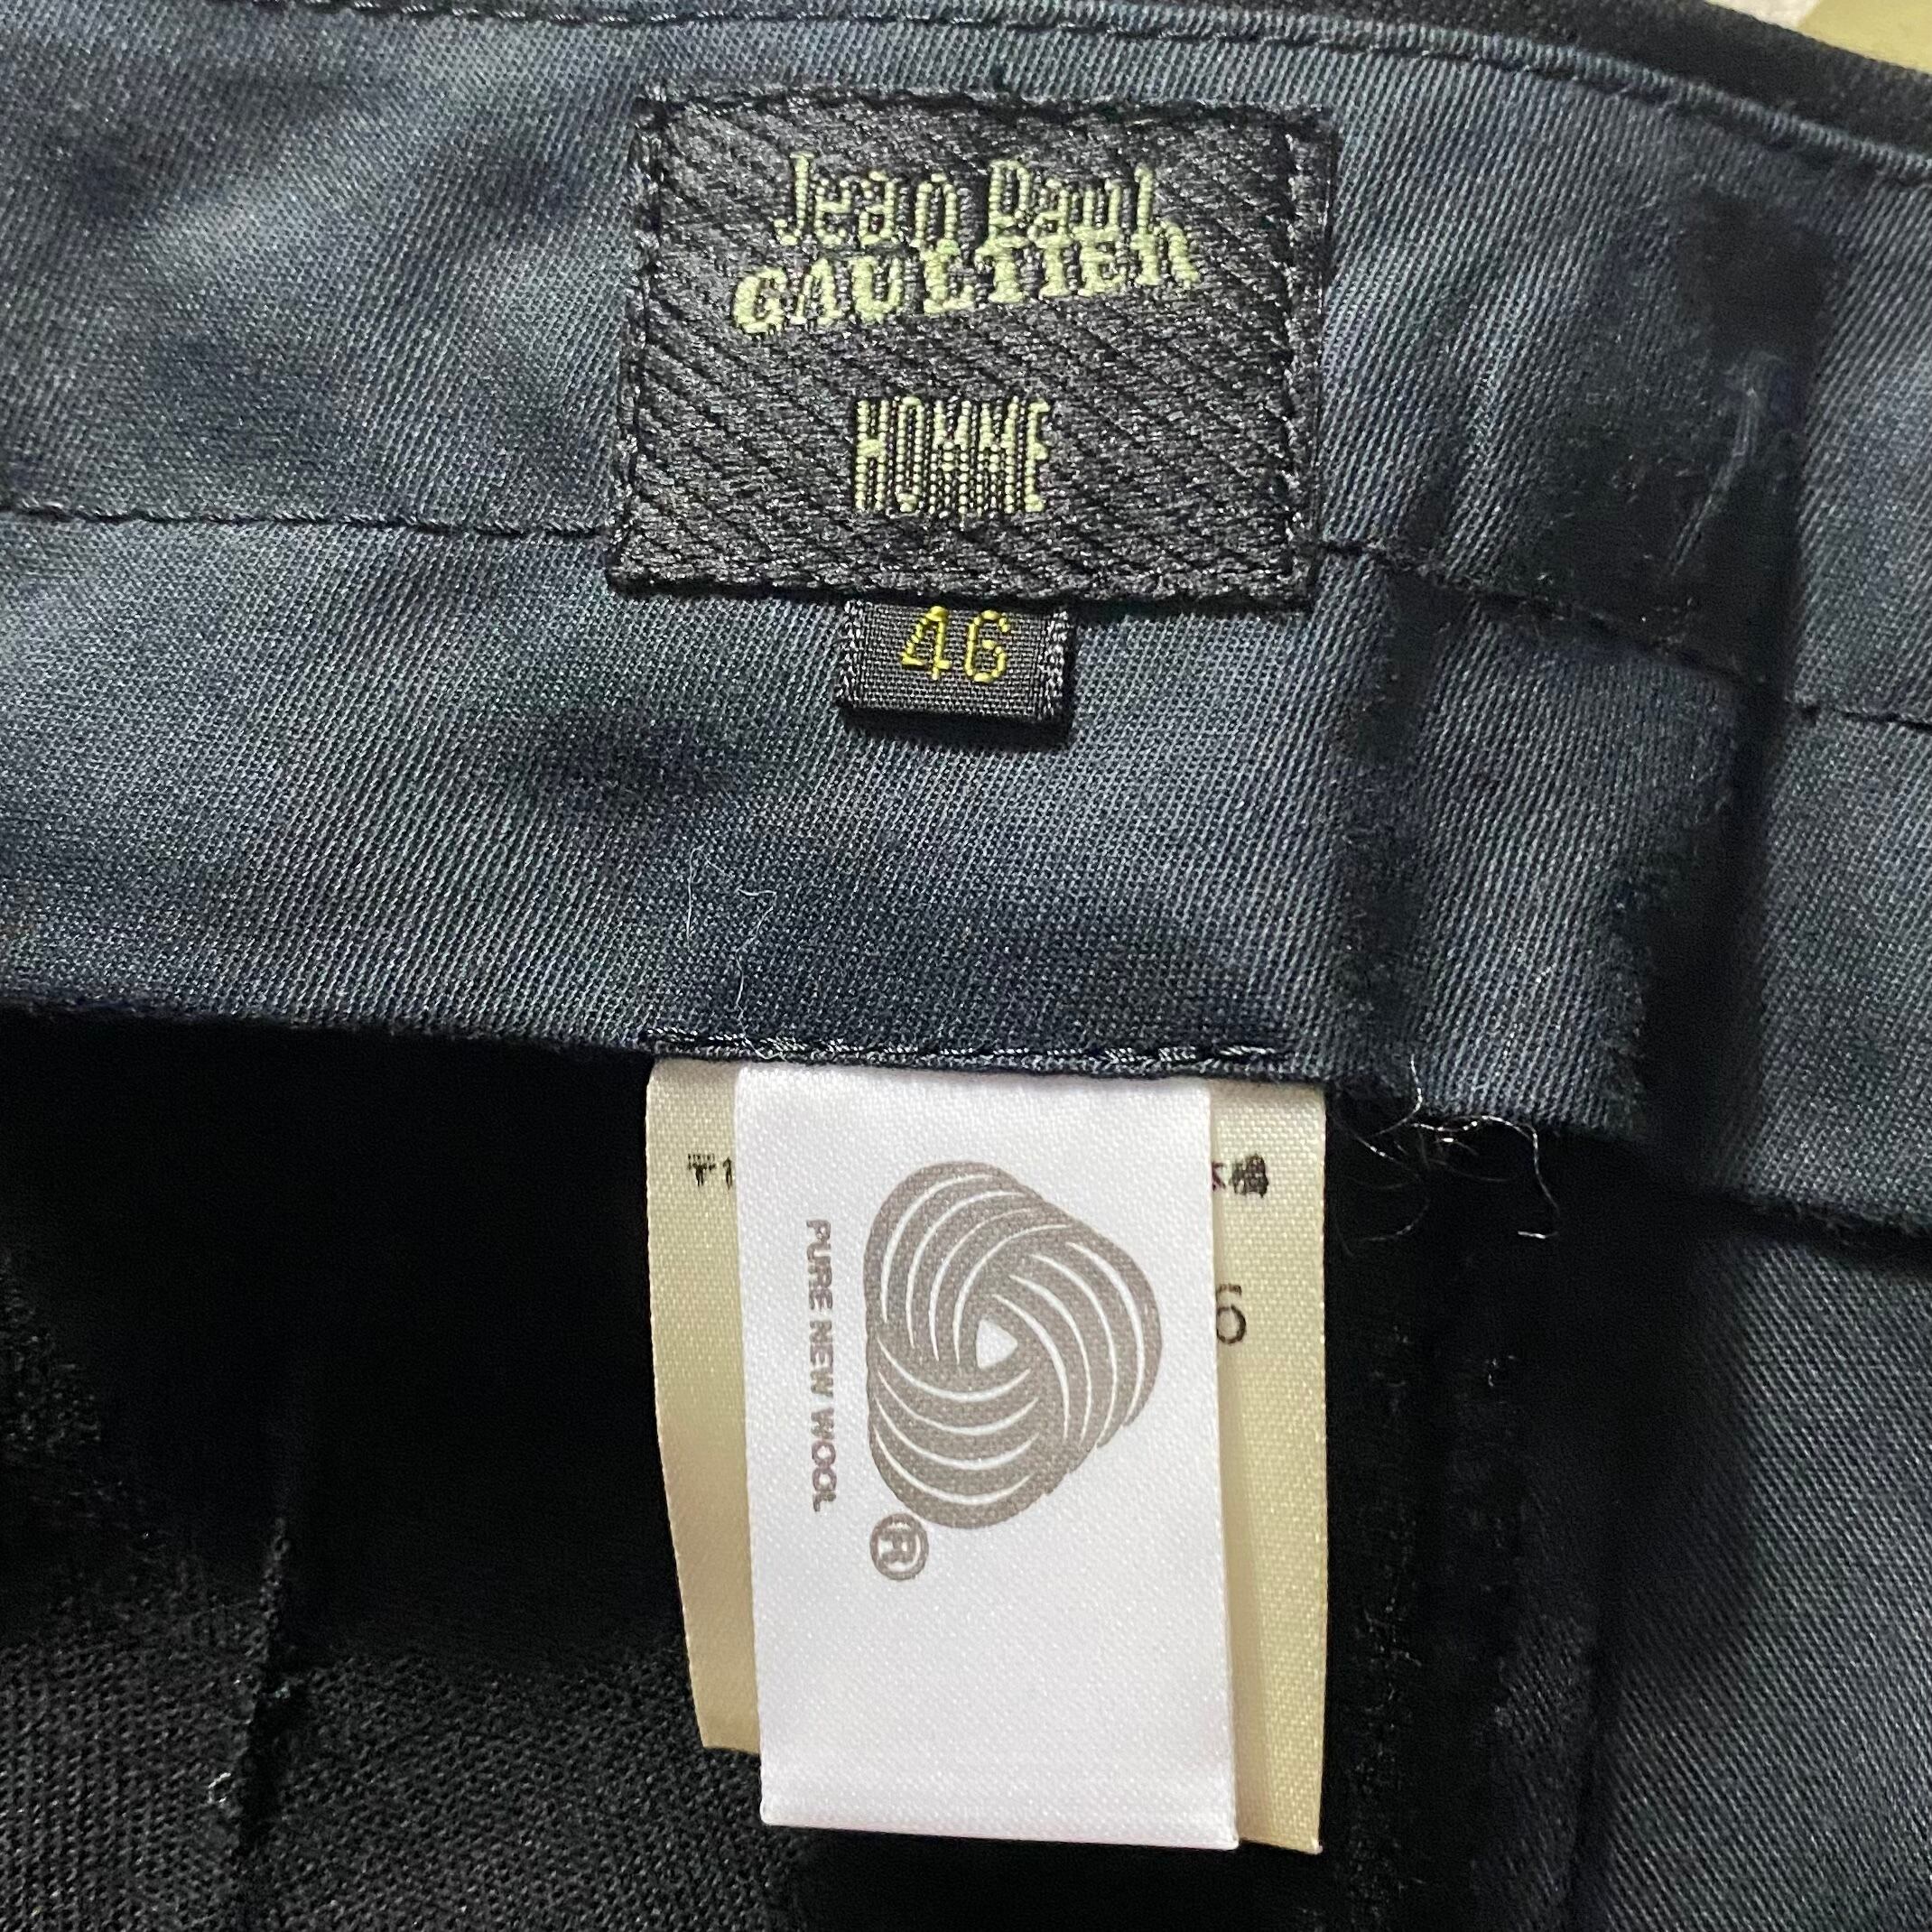 Jean Paul
GAULTIER
HOMME
46
PURE NEW WOOL
®